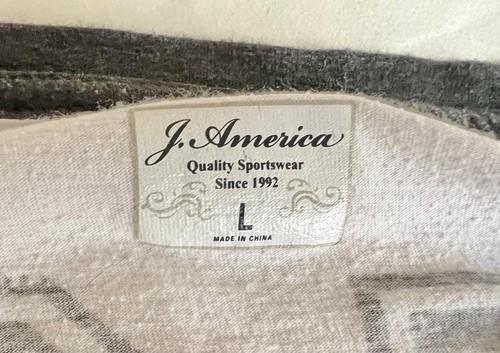 J. America
Quality Sportswear
Since 1992
L
MADE IN CHINA